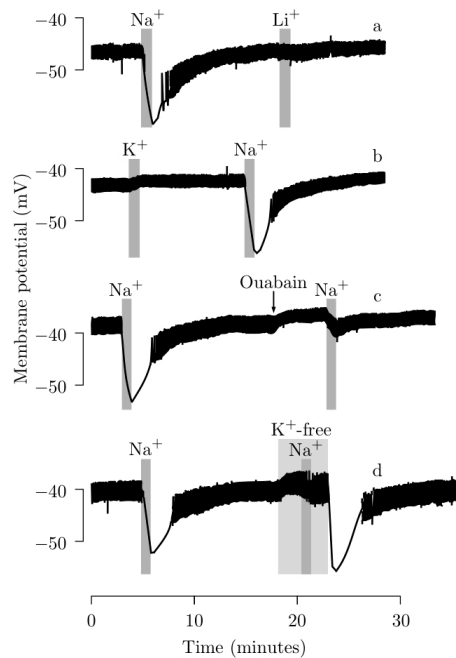 −40
Na⁺ Li⁺ a
−50
K⁺ Na⁺ b
−40
−50
Ouabain
Na⁺ Na⁺ c
−40
−50
K⁺-free
Na⁺ Na⁺ d
−40
−50
Membrane potential (mV)
0 10 20 30
Time (minutes)